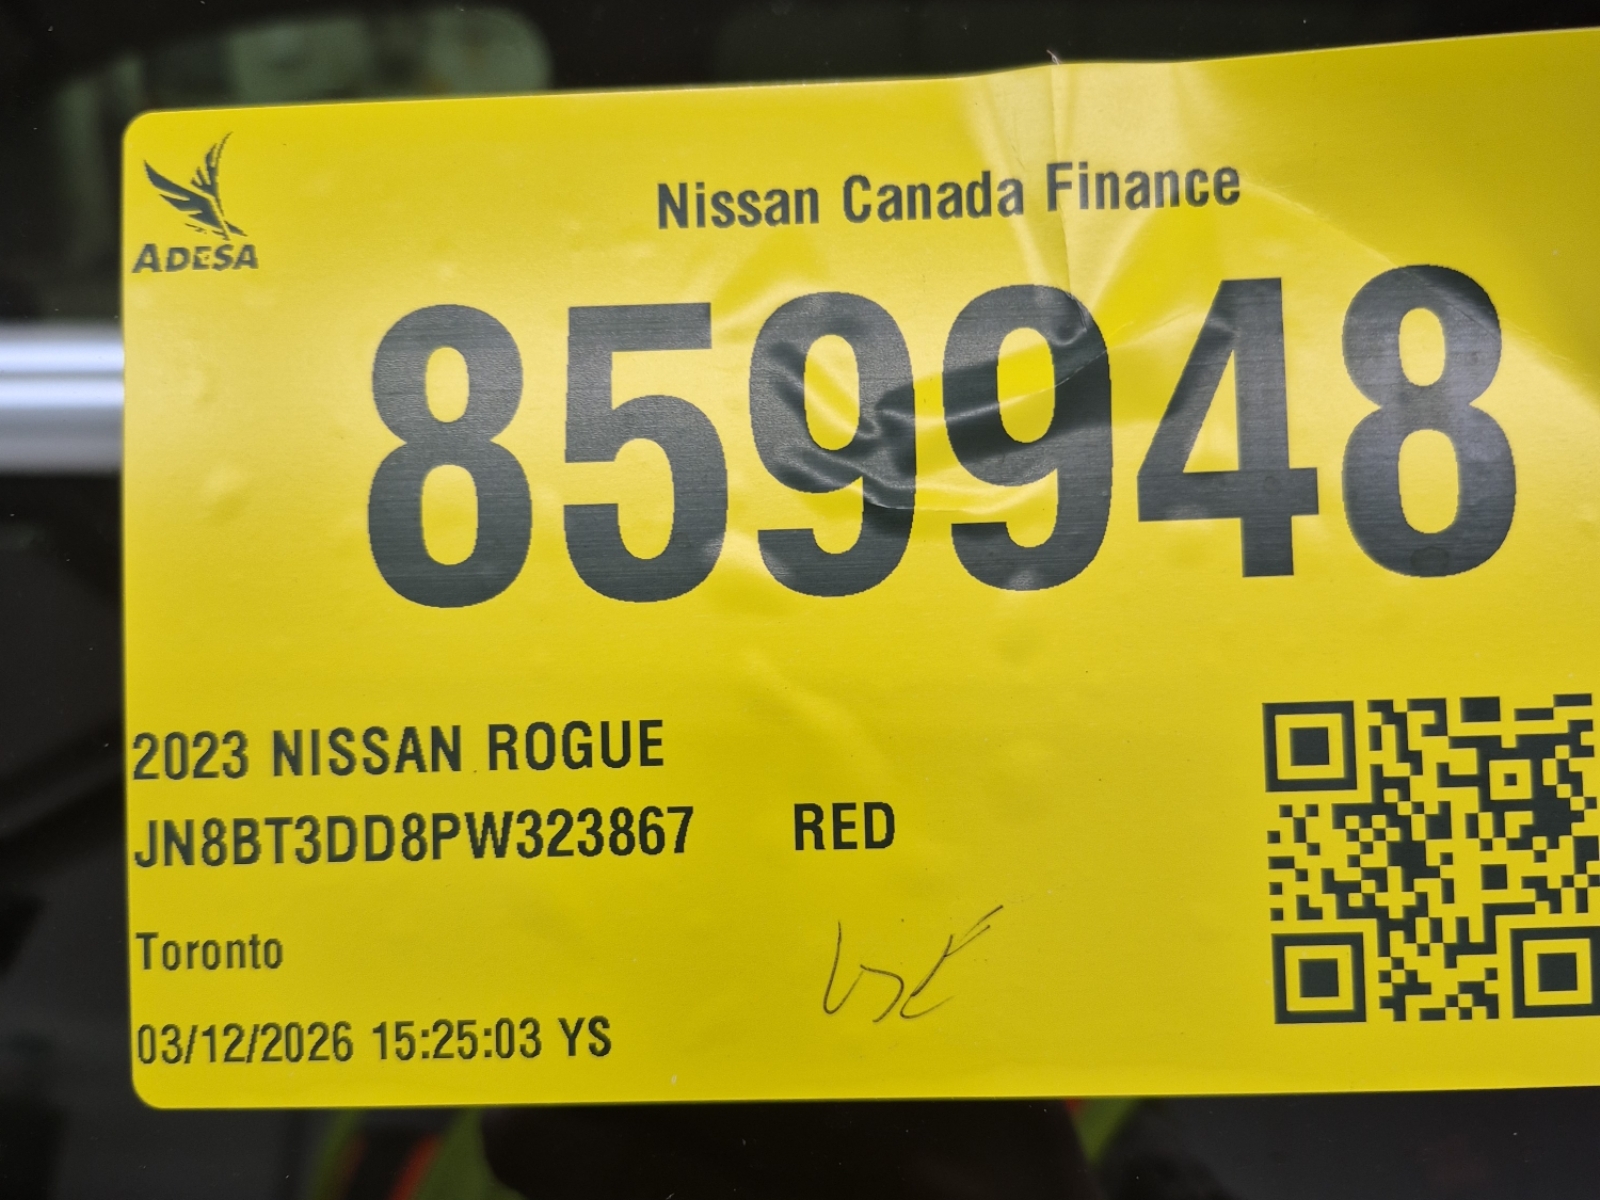 ADESA
Nissan Canada Finance
859948
2023 NISSAN ROGUE
JN8BT3DD8PW323867 RED
Toronto
03/12/2026 15:25:03 YS